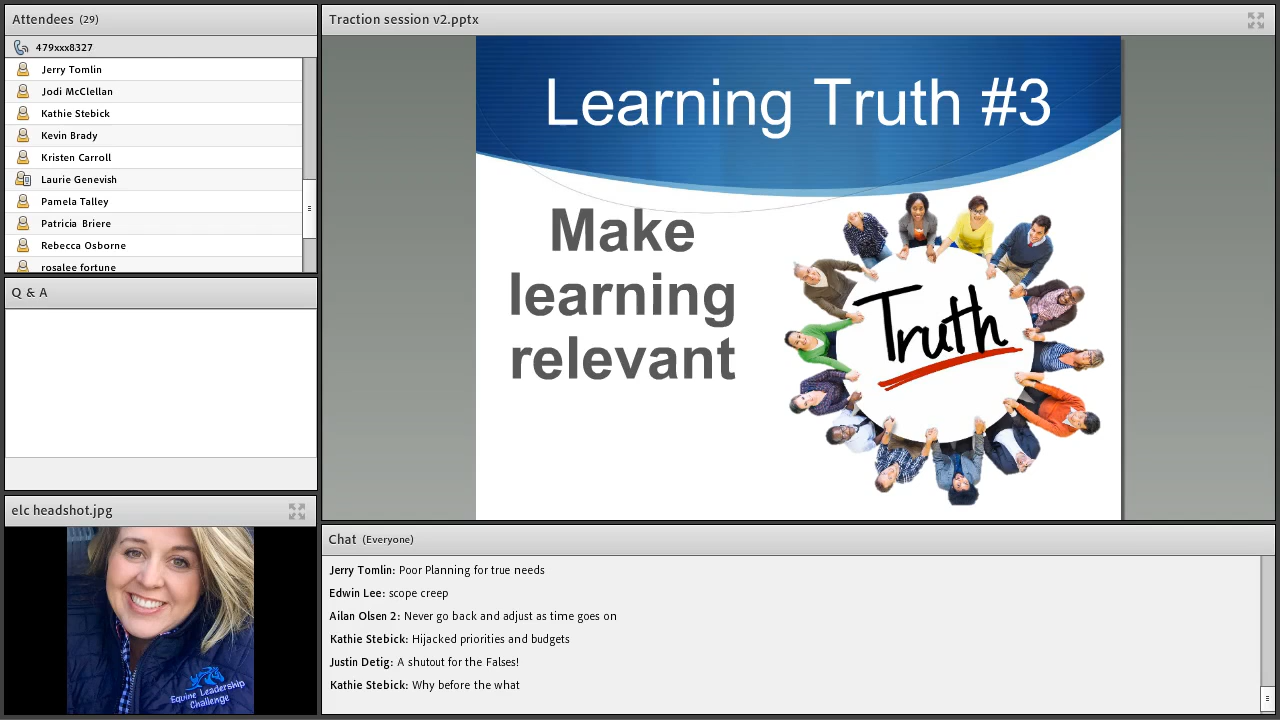 Attendees (29)
479xxx8327
Jerry Tomlin
Jodi McClellan
Kathie Stebick
Kevin Brady
Kristen Carroll
Laurie Genevish
Pamela Talley
Patricia Briere
Rebecca Osborne
rosalee fortune
Q & A
elc headshot.jpg
Equine Leadership
Challenge
Traction session v2.pptx
Learning Truth #3
Make
learning
relevant
Truth
Chat (Everyone)
Jerry Tomlin: Poor Planning for true needs
Edwin Lee: scope creep
Ailan Olsen 2: Never go back and adjust as time goes on
Kathie Stebick: Hijacked priorities and budgets
Justin Detig: A shutout for the Falses!
Kathie Stebick: Why before the what